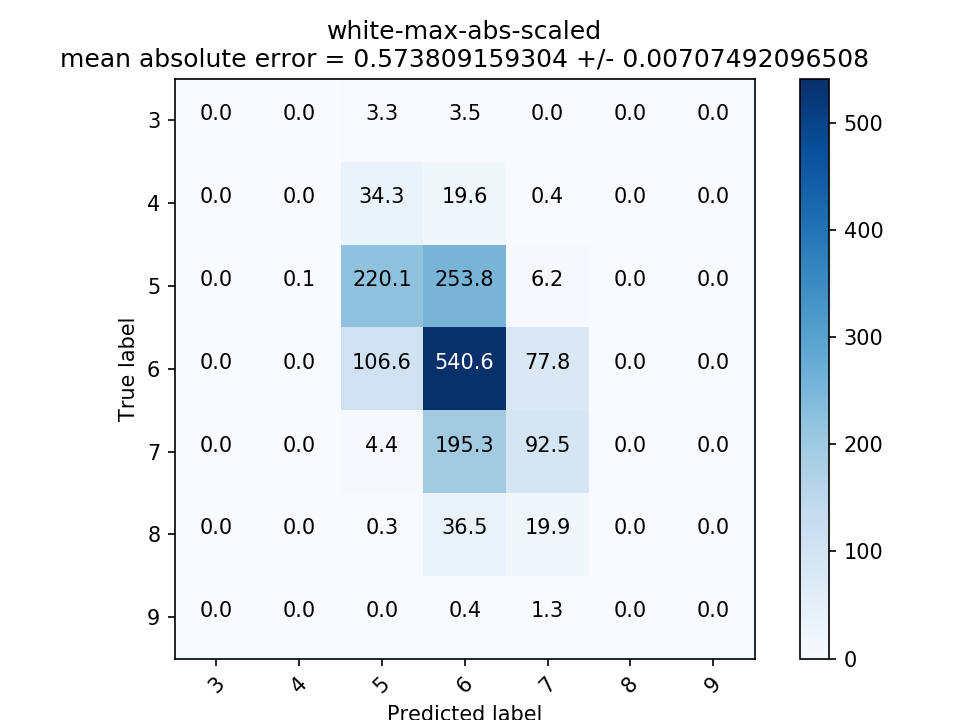 white-max-abs-scaled
mean absolute error = 0.573809159304 +/- 0.00707492096508
3 0.0 0.0 3.3 3.5 0.0 0.0 0.0
4 0.0 0.0 34.3 19.6 0.4 0.0 0.0
5 0.0 0.1 220.1 253.8 6.2 0.0 0.0
6 0.0 0.0 106.6 540.6 77.8 0.0 0.0
7 0.0 0.0 4.4 195.3 92.5 0.0 0.0
8 0.0 0.0 0.3 36.5 19.9 0.0 0.0
9 0.0 0.0 0.0 0.4 1.3 0.0 0.0
3 4 5 6 7 8 9
True label
Predicted label
500
400
300
200
100
0